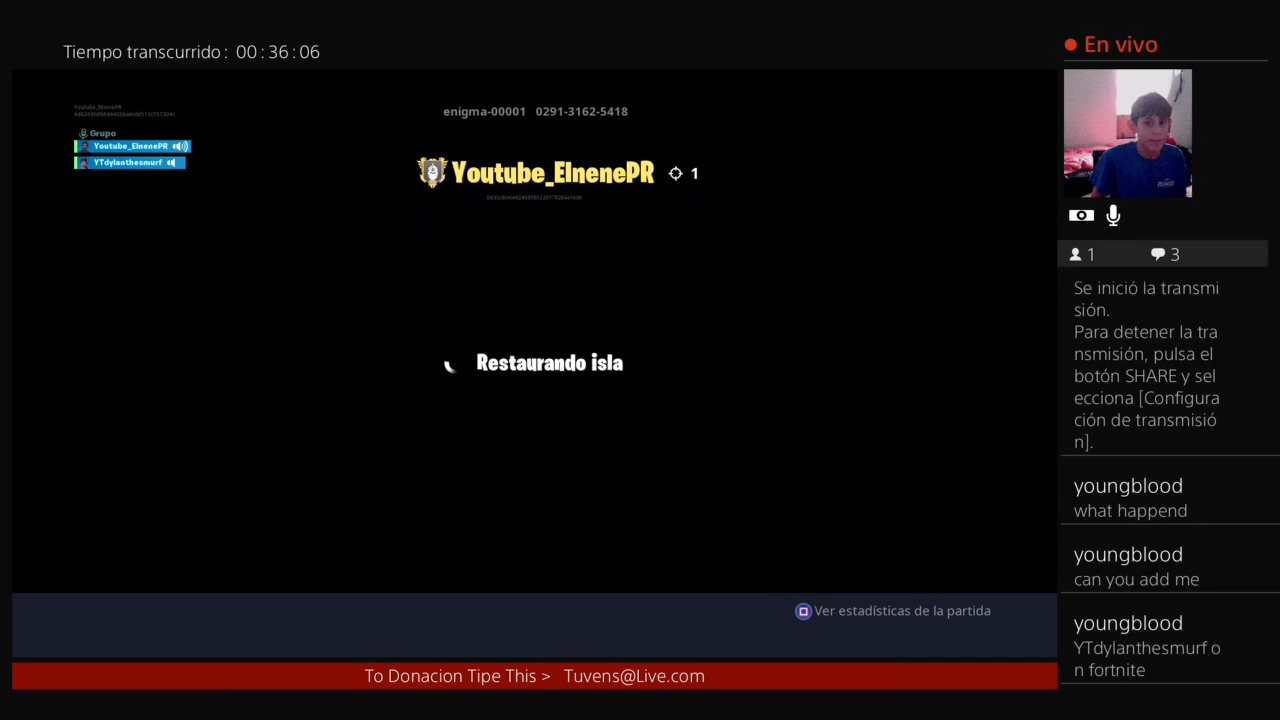 Tiempo transcurrido : 00 : 36 : 06
En vivo
Youtube_ElnenePR
enigma-00001 0291-3162-5418
Grupo
Youtube_ElnenePR
YTdylanthesmurf
Youtube_ElnenePR 1
1 3
Se inició la transmi
sión.
Para detener la tra
nsmisión, pulsa el
botón SHARE y sel
ecciona [Configura
ción de transmisió
n].
Restaurando isla
youngblood
what happend
youngblood
can you add me
youngblood
YTdylanthesmurf o
n fortnite
Ver estadísticas de la partida
To Donacion Tipe This > Tuvens@Live.com